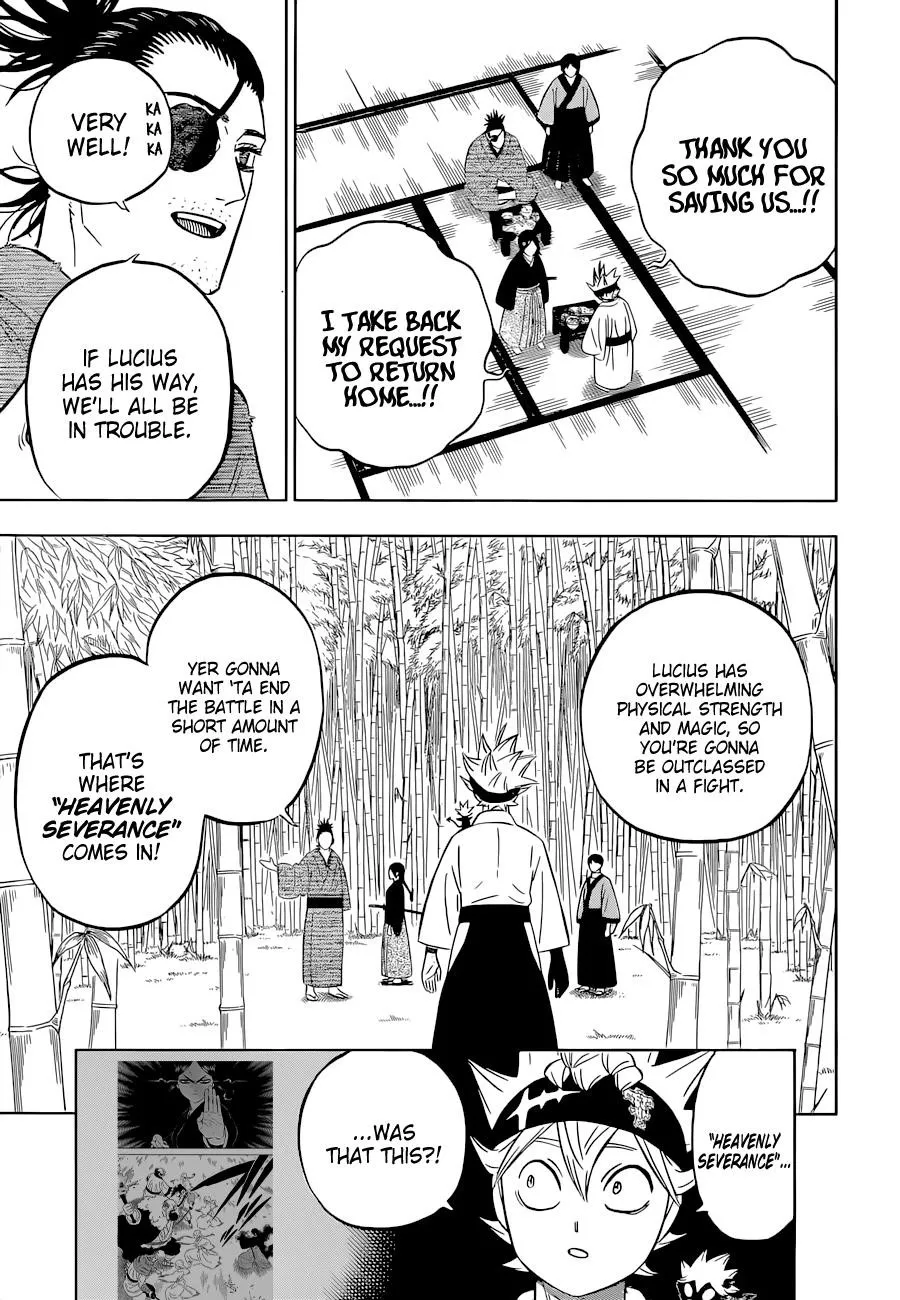 THANK YOU
SO MUCH FOR
SAVING US...!!
I TAKE BACK
MY REQUEST
TO RETURN
HOME...!!
VERY
WELL!
KA
KA
KA
IF LUCIUS
HAS HIS WAY,
WE'LL ALL BE
IN TROUBLE.
LUCIUS HAS
OVERWHELMING
PHYSICAL STRENGTH
AND MAGIC, SO
YOU'RE GONNA
BE OUTCLASSED
IN A FIGHT.
YER GONNA
WANT 'TA END
THE BATTLE IN A
SHORT AMOUNT
OF TIME.
THAT'S
WHERE
"HEAVENLY
SEVERANCE"
COMES IN!
"HEAVENLY
SEVERANCE"...
...WAS
THAT THIS?!